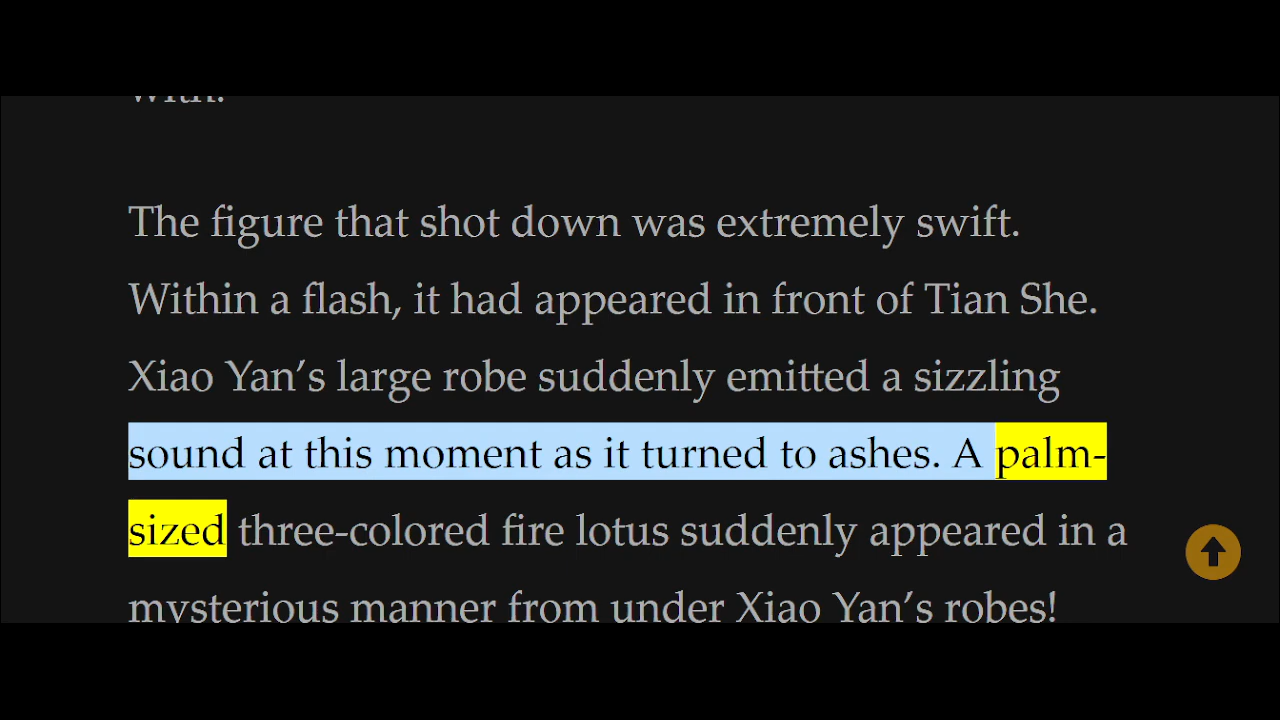 with.
The figure that shot down was extremely swift.
Within a flash, it had appeared in front of Tian She.
Xiao Yan’s large robe suddenly emitted a sizzling
sound at this moment as it turned to ashes. A palm-
sized three-colored fire lotus suddenly appeared in a
mysterious manner from under Xiao Yan’s robes!